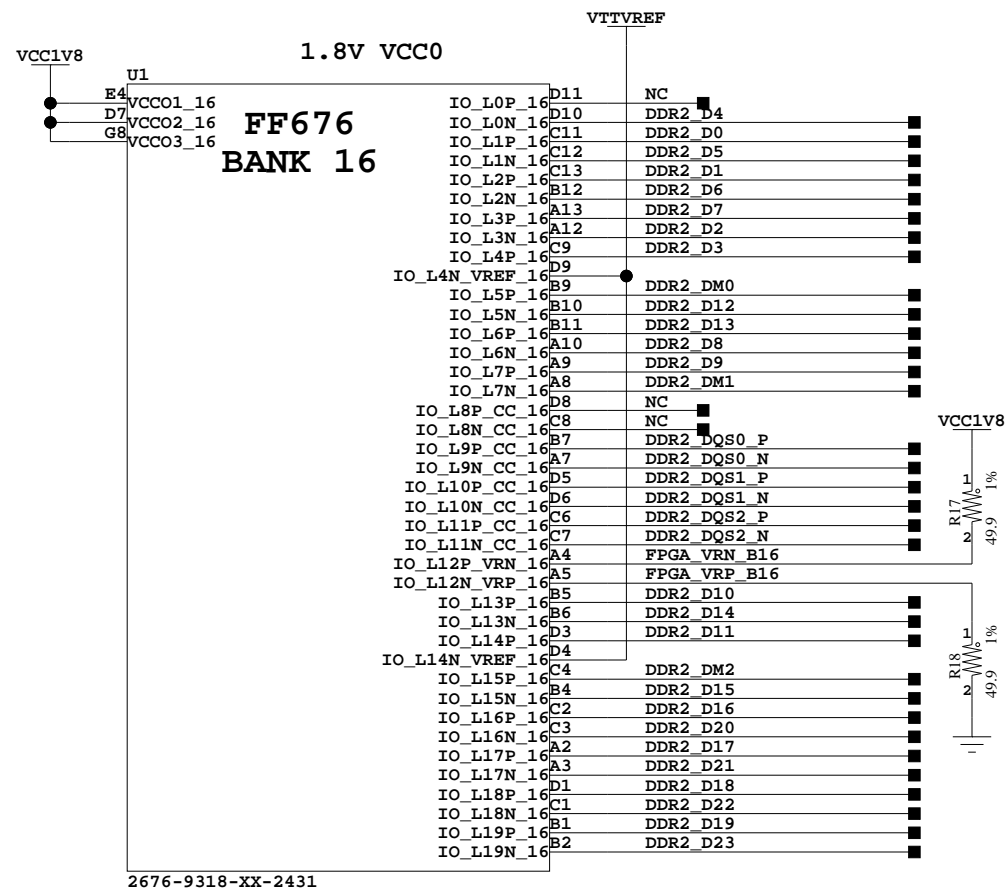 VTTVREF
1.8V VCC0
VCC1V8
U1
E4 VCCO1_16
D7 VCCO2_16
G8 VCCO3_16
FF676
BANK 16
IO_L0P_16 D11 NC
IO_L0N_16 D10 DDR2_D4
IO_L1P_16 C11 DDR2_D0
IO_L1N_16 C12 DDR2_D5
IO_L2P_16 C13 DDR2_D1
IO_L2N_16 B12 DDR2_D6
IO_L3P_16 A13 DDR2_D7
IO_L3N_16 A12 DDR2_D2
IO_L4P_16 C9 DDR2_D3
IO_L4N_VREF_16 D9
IO_L5P_16 B9 DDR2_DM0
IO_L5N_16 B10 DDR2_D12
IO_L6P_16 B11 DDR2_D13
IO_L6N_16 A10 DDR2_D8
IO_L7P_16 A9 DDR2_D9
IO_L7N_16 A8 DDR2_DM1
IO_L8P_CC_16 D8 NC
IO_L8N_CC_16 C8 NC
IO_L9P_CC_16 B7 DDR2_DQS0_P
IO_L9N_CC_16 A7 DDR2_DQS0_N
IO_L10P_CC_16 D5 DDR2_DQS1_P
IO_L10N_CC_16 D6 DDR2_DQS1_N
IO_L11P_CC_16 C6 DDR2_DQS2_P
IO_L11N_CC_16 C7 DDR2_DQS2_N
IO_L12P_VRN_16 A4 FPGA_VRN_B16
IO_L12N_VRP_16 A5 FPGA_VRP_B16
IO_L13P_16 B5 DDR2_D10
IO_L13N_16 B6 DDR2_D14
IO_L14P_16 D3 DDR2_D11
IO_L14N_VREF_16 D4
IO_L15P_16 C4 DDR2_DM2
IO_L15N_16 B4 DDR2_D15
IO_L16P_16 C2 DDR2_D16
IO_L16N_16 C3 DDR2_D20
IO_L17P_16 A2 DDR2_D17
IO_L17N_16 A3 DDR2_D21
IO_L18P_16 D1 DDR2_D18
IO_L18N_16 C1 DDR2_D22
IO_L19P_16 B1 DDR2_D19
IO_L19N_16 B2 DDR2_D23
2676-9318-XX-2431
VCC1V8
1
R17
1%
49.9
2
1
R18
1%
49.9
2